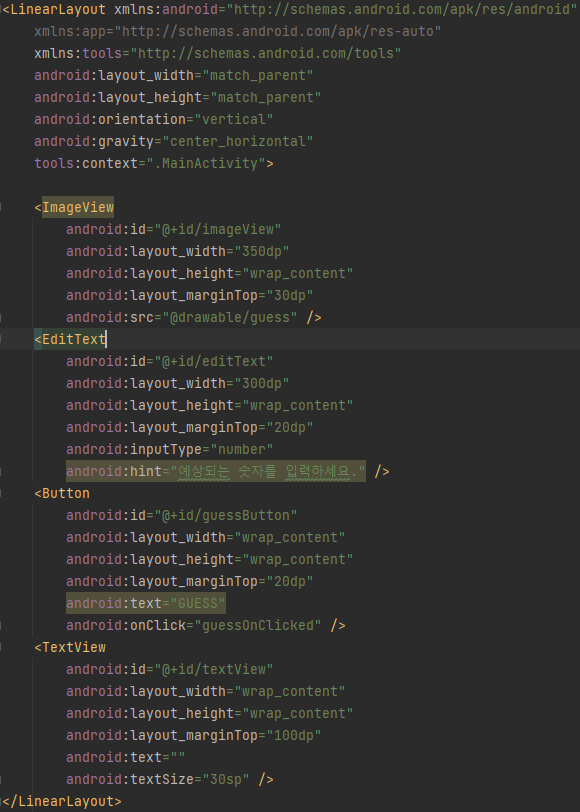 <LinearLayout xmlns:android="http://schemas.android.com/apk/res/android"
xmlns:app="http://schemas.android.com/apk/res-auto"
xmlns:tools="http://schemas.android.com/tools"
android:layout_width="match_parent"
android:layout_height="match_parent"
android:orientation="vertical"
android:gravity="center_horizontal"
tools:context=".MainActivity">
<ImageView
android:id="@+id/imageView"
android:layout_width="350dp"
android:layout_height="wrap_content"
android:layout_marginTop="30dp"
android:src="@drawable/guess" />
<EditText
android:id="@+id/editText"
android:layout_width="300dp"
android:layout_height="wrap_content"
android:layout_marginTop="20dp"
android:inputType="number"
android:hint="예상되는 숫자를 입력하세요." />
<Button
android:id="@+id/guessButton"
android:layout_width="wrap_content"
android:layout_height="wrap_content"
android:layout_marginTop="20dp"
android:text="GUESS"
android:onClick="guessOnClicked" />
<TextView
android:id="@+id/textView"
android:layout_width="wrap_content"
android:layout_height="wrap_content"
android:layout_marginTop="100dp"
android:text=""
android:textSize="30sp" />
</LinearLayout>